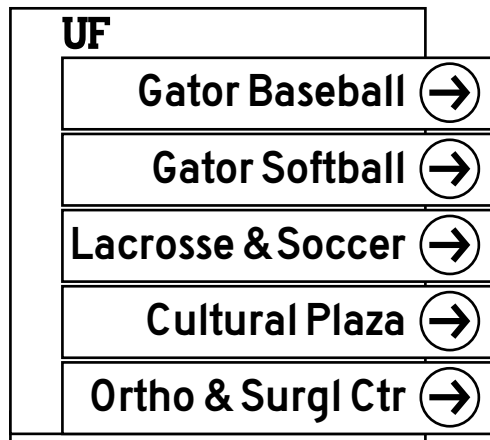 UF
Gator Baseball
Gator Softball
Lacrosse & Soccer
Cultural Plaza
Ortho & Surgl Ctr